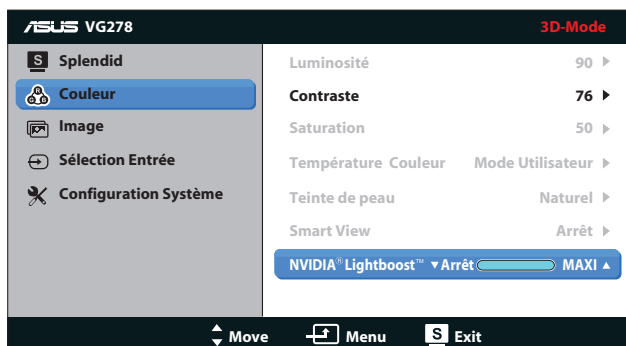 ASUS VG278 3D-Mode
S Splendid
Couleur
Image
Sélection Entrée
Configuration Système
Luminosité 90
Contraste 76
Saturation 50
Température Couleur Mode Utilisateur
Teinte de peau Naturel
Smart View Arrêt
NVIDIA® Lightboost™ ▼Arrêt MAXI ▲
Move Menu S Exit